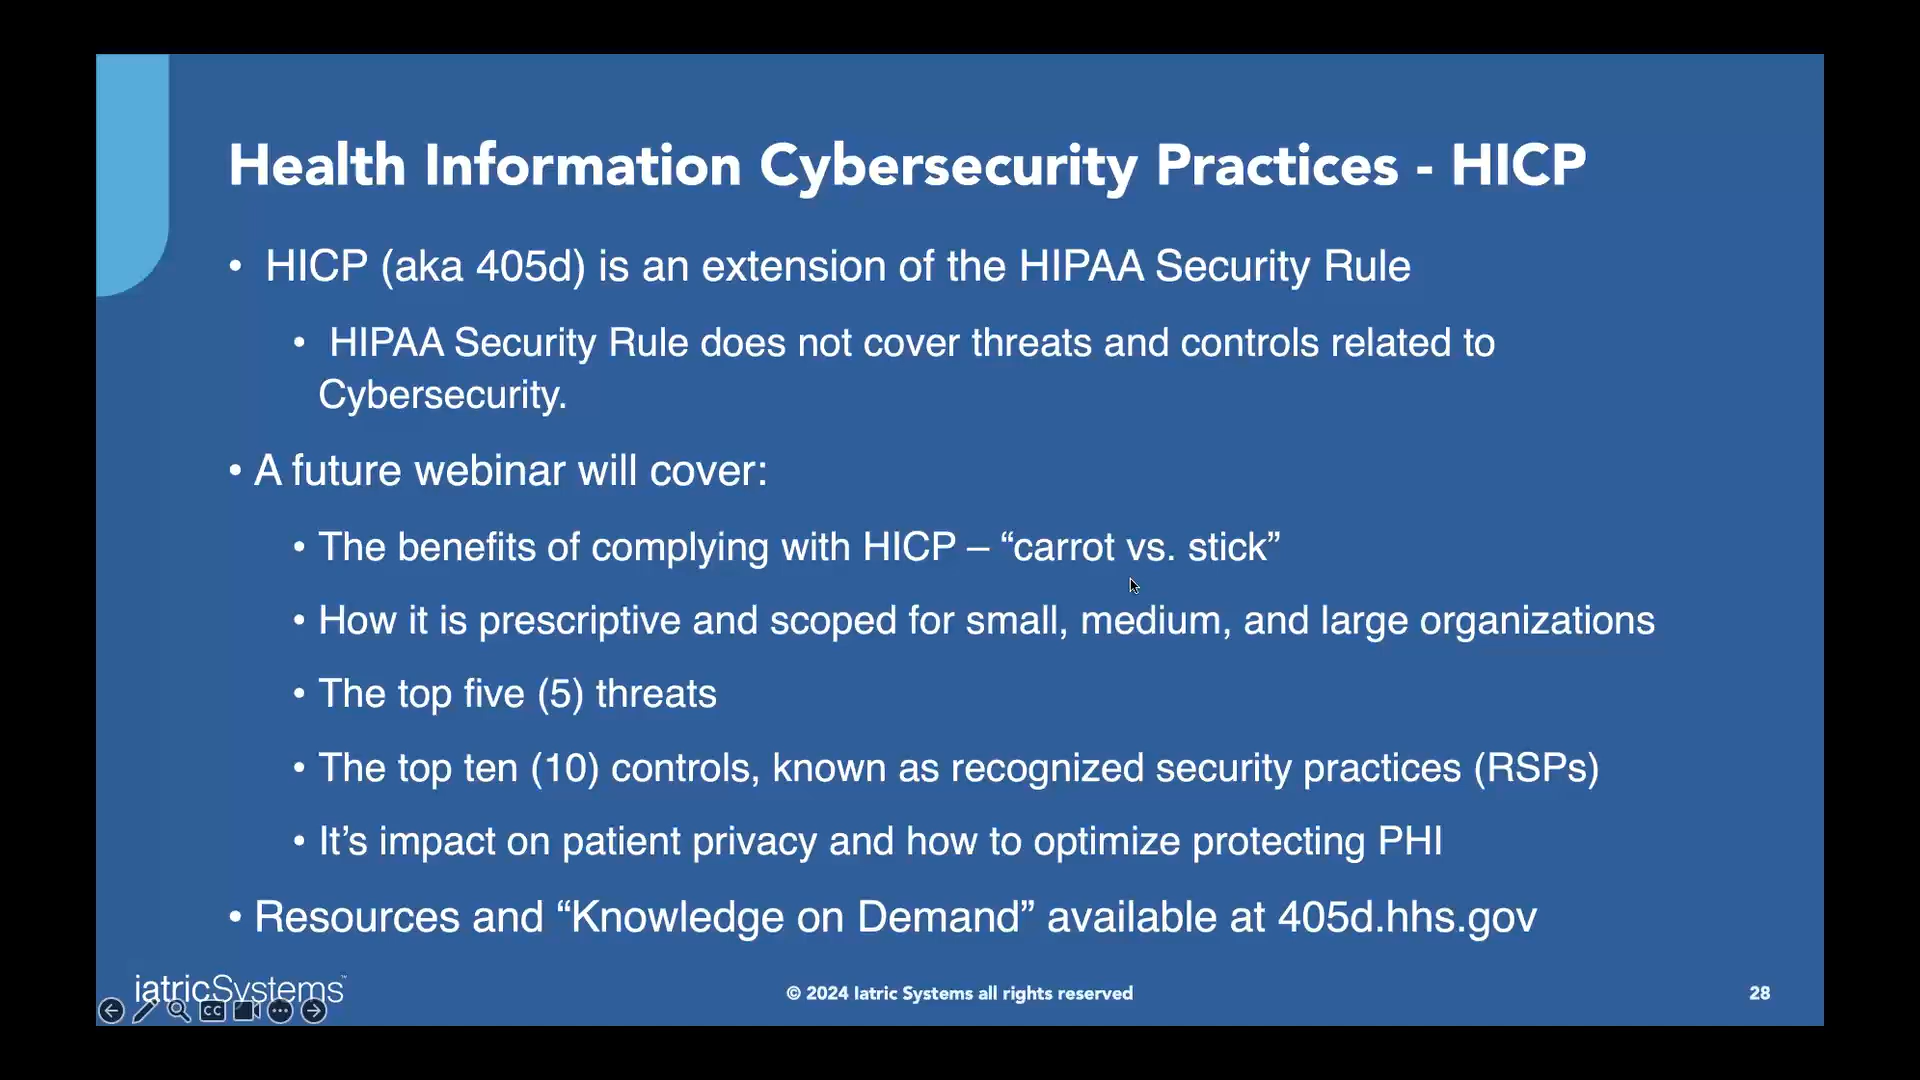 Health Information Cybersecurity Practices - HICP
• HICP (aka 405d) is an extension of the HIPAA Security Rule
• HIPAA Security Rule does not cover threats and controls related to
Cybersecurity.
• A future webinar will cover:
• The benefits of complying with HICP – “carrot vs. stick”
• How it is prescriptive and scoped for small, medium, and large organizations
• The top five (5) threats
• The top ten (10) controls, known as recognized security practices (RSPs)
• It’s impact on patient privacy and how to optimize protecting PHI
• Resources and “Knowledge on Demand” available at 405d.hhs.gov
iatricSystems™
CC
© 2024 Iatric Systems all rights reserved
28